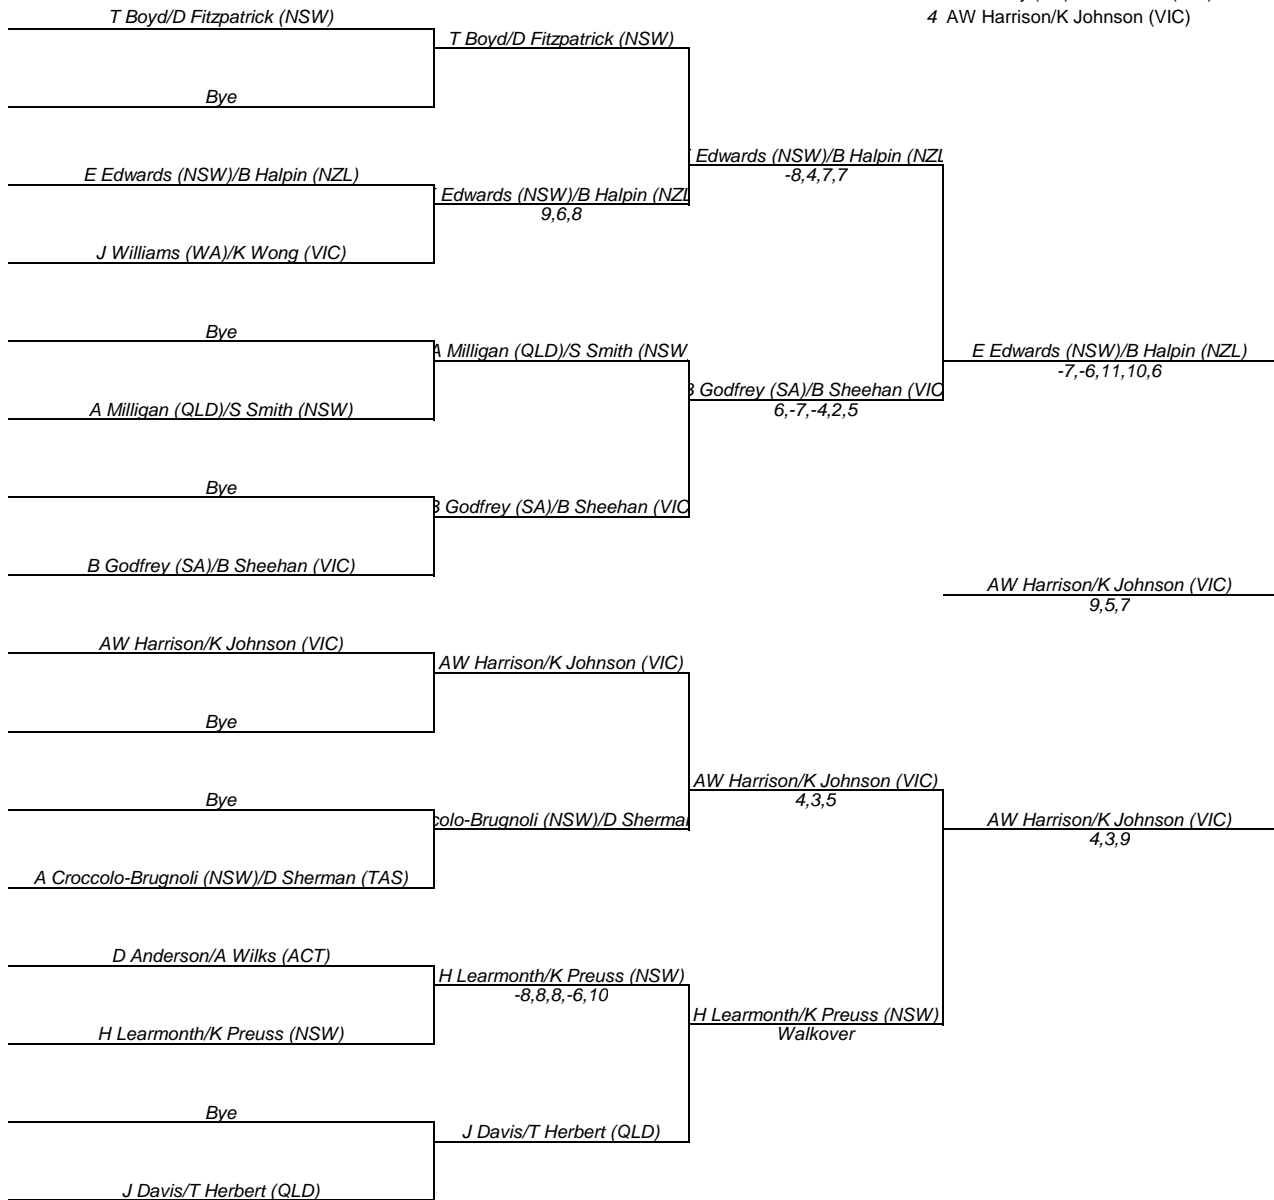 T Boyd/D Fitzpatrick (NSW)
4 AW Harrison/K Johnson (VIC)
T Boyd/D Fitzpatrick (NSW)
Bye
Edwards (NSW)/B Halpin (NZL
-8,4,7,7
E Edwards (NSW)/B Halpin (NZL)
Edwards (NSW)/B Halpin (NZL
9,6,8
J Williams (WA)/K Wong (VIC)
Bye
A Milligan (QLD)/S Smith (NSW
E Edwards (NSW)/B Halpin (NZL)
-7,-6,11,10,6
B Godfrey (SA)/B Sheehan (VIC
6,-7,-4,2,5
A Milligan (QLD)/S Smith (NSW)
Bye
B Godfrey (SA)/B Sheehan (VIC
B Godfrey (SA)/B Sheehan (VIC)
AW Harrison/K Johnson (VIC)
9,5,7
AW Harrison/K Johnson (VIC)
AW Harrison/K Johnson (VIC)
Bye
AW Harrison/K Johnson (VIC)
4,3,5
Bye
colo-Brugnoli (NSW)/D Sherma
AW Harrison/K Johnson (VIC)
4,3,9
A Croccolo-Brugnoli (NSW)/D Sherman (TAS)
D Anderson/A Wilks (ACT)
H Learmonth/K Preuss (NSW)
-8,8,8,-6,10
H Learmonth/K Preuss (NSW)
H Learmonth/K Preuss (NSW)
Walkover
Bye
J Davis/T Herbert (QLD)
J Davis/T Herbert (QLD)